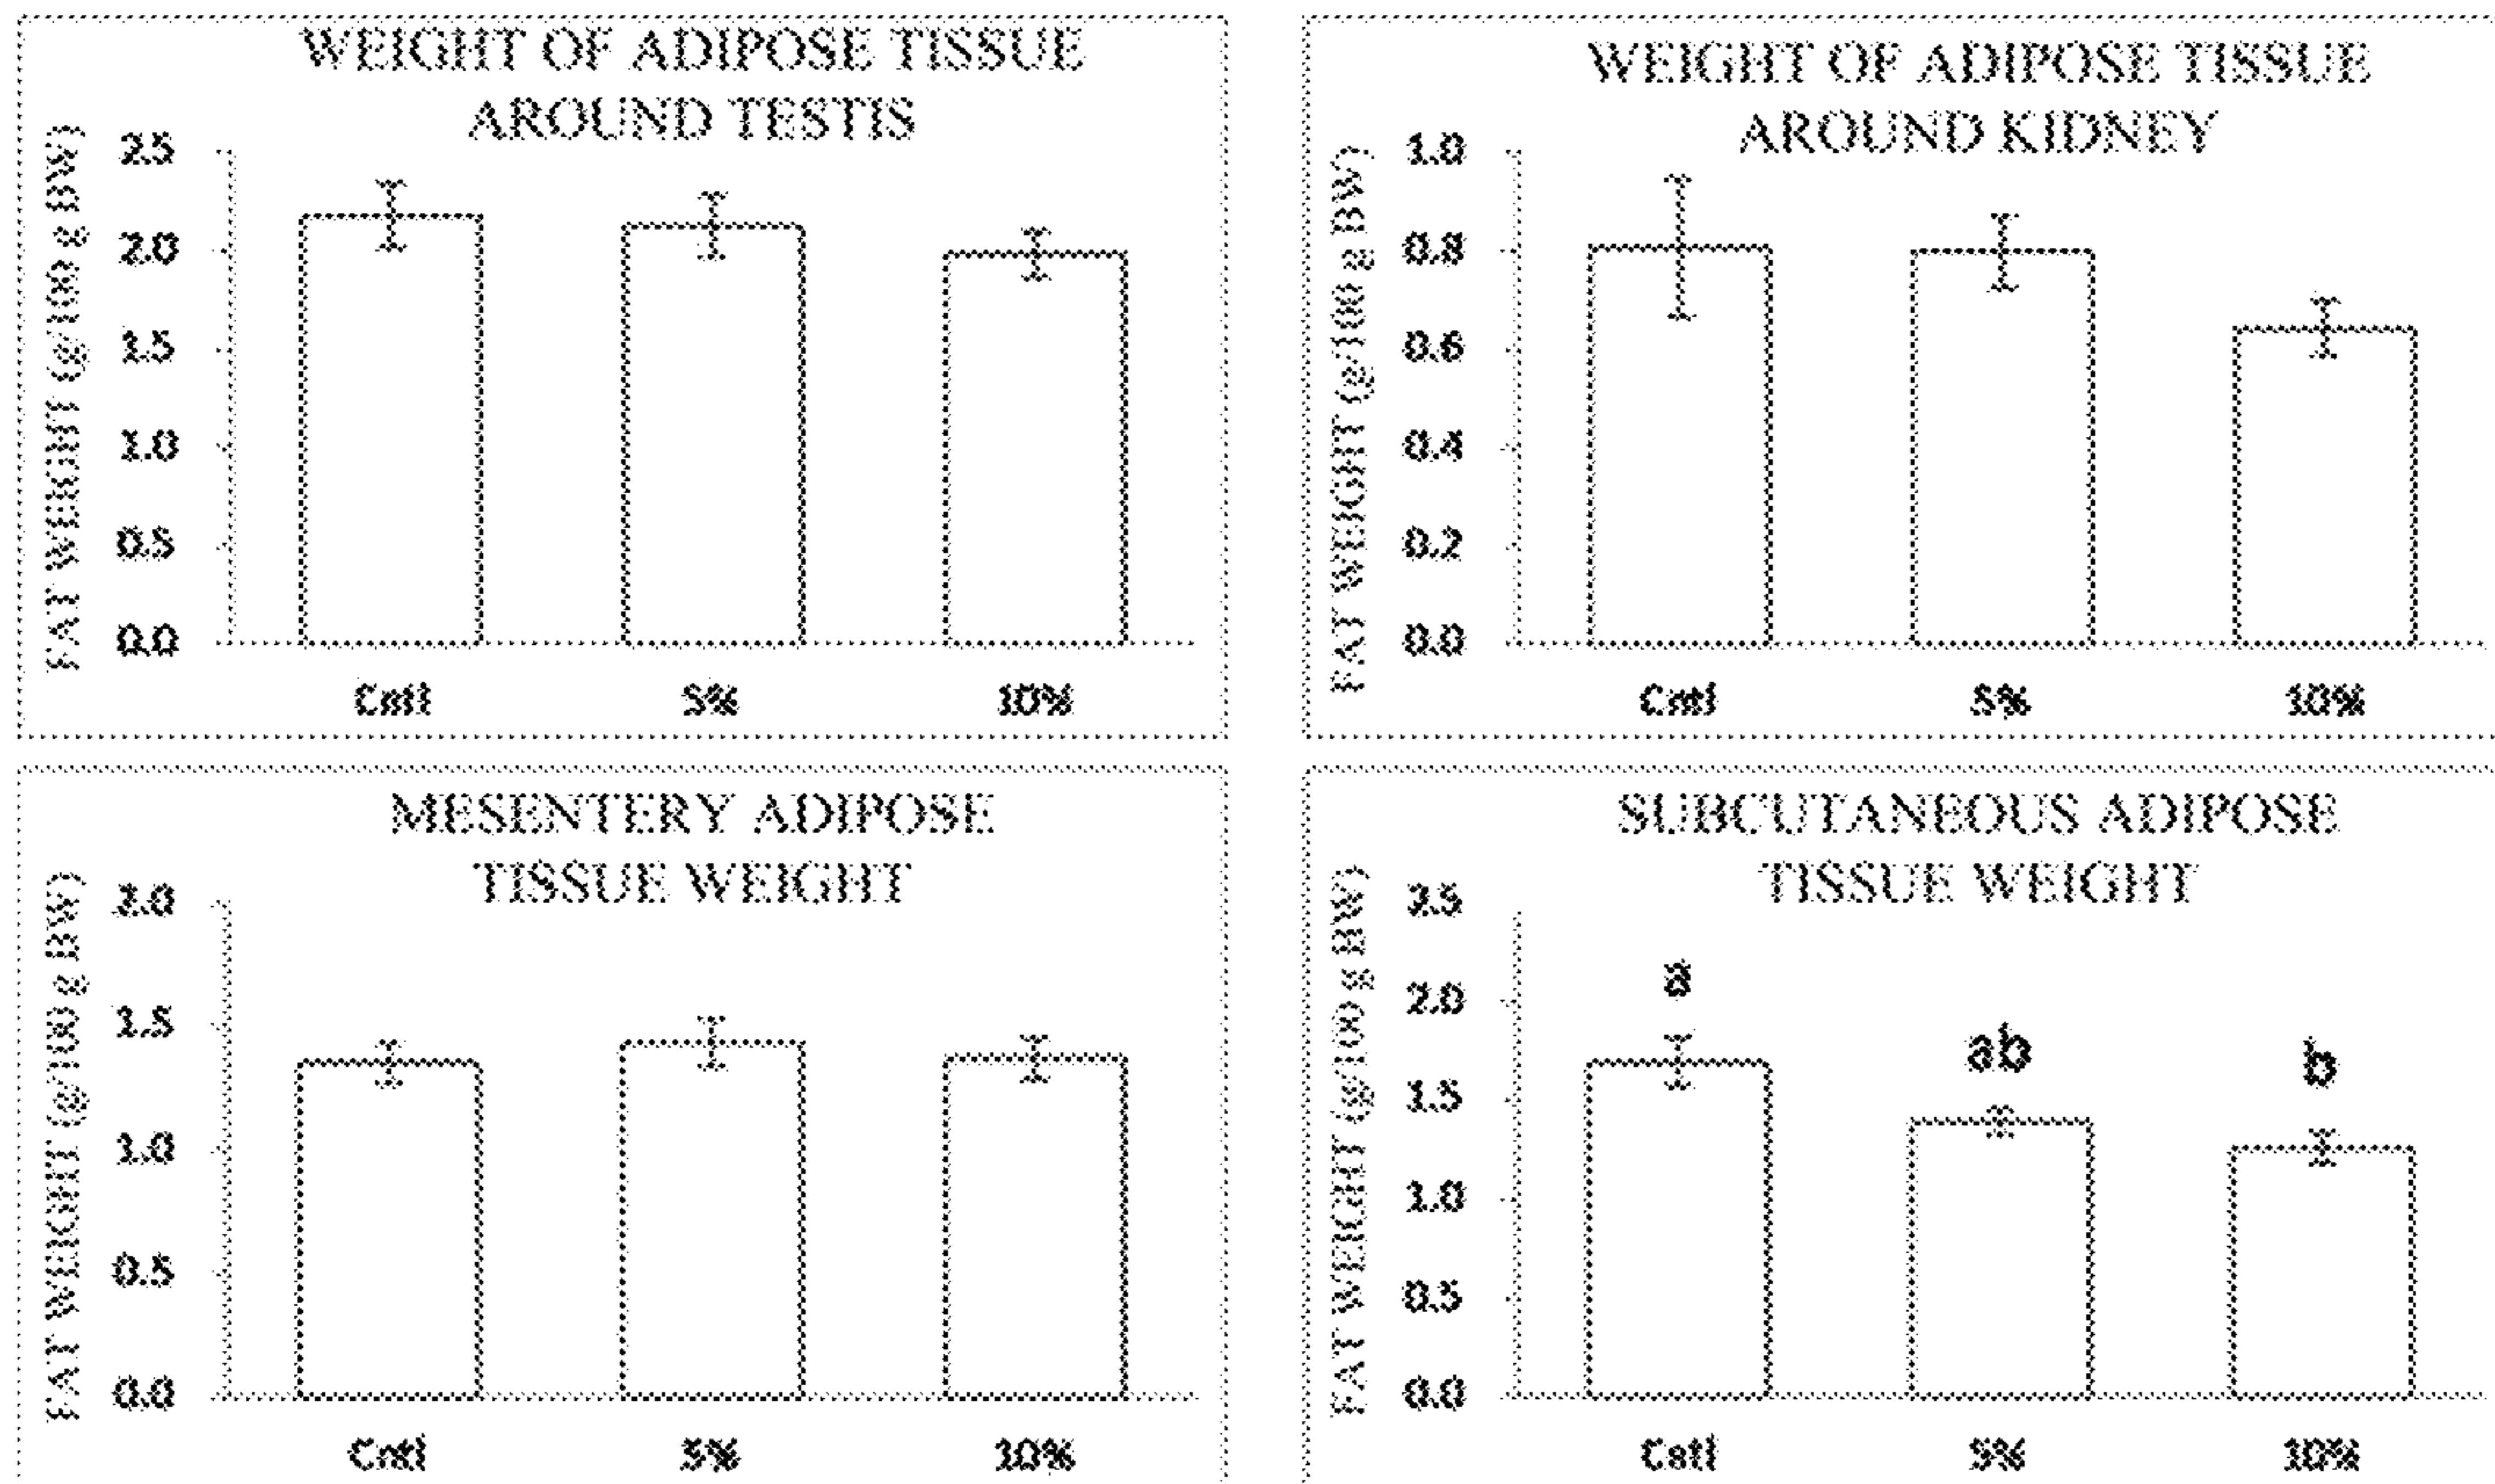 WEIGHT OF ADIPOSE TISSUE
AROUND TESTIS
FAT WEIGHT (g/100 g BW)
2.5
2.0
1.5
1.0
0.5
0.0
Cntl 5% 10%
WEIGHT OF ADIPOSE TISSUE
AROUND KIDNEY
FAT WEIGHT (g/100 g BW)
1.0
0.8
0.6
0.4
0.2
0.0
Cntl 5% 10%
MESENTERY ADIPOSE
TISSUE WEIGHT
FAT WEIGHT (g/100 g BW)
2.0
1.5
1.0
0.5
0.0
Cntl 5% 10%
SUBCUTANEOUS ADIPOSE
TISSUE WEIGHT
FAT WEIGHT (g/100 g BW)
2.5
2.0
1.5
1.0
0.5
0.0
a
ab
b
Cntl 5% 10%